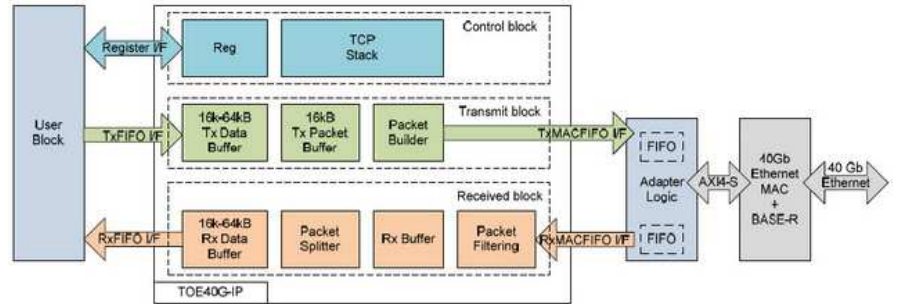 Control block
Register I/F
Reg
TCP
Stack
User
Block
TxFIFO I/F
16k-64kB
Tx Data
Buffer
16kB
Tx Packet
Buffer
Packet
Builder
Transmit block
TxMACFIFO I/F
FIFO
Adapter
Logic
FIFO
AXI4-S
40Gb
Ethernet
MAC
+
BASE-R
40 Gb
Ethernet
Received block
RxFIFO I/F
16k-64kB
Rx Data
Buffer
Packet
Splitter
Rx Buffer
Packet
Filtering
RxMACFIFO I/F
TOE40G-IP